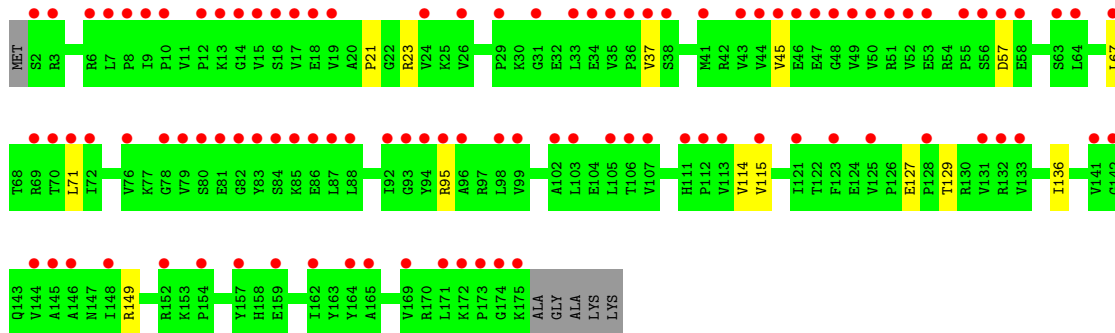 MET S2 R3 R6 L7 P8 I9 P10 V11 P12 K13 G14 V15 S16 V17 E18 V19 A20 P21 G22 R23 V24 K25 V26 P29 K30 G31 E32 L33 E34 V35 P36 V37 S38 M41 R42 V43 V44 V45 E46 E47 G48 V49 V50 R51 V52 E53 R54 P55 S56 D57 E58 S63 L64 L67
T68 R69 T70 L71 I72 V76 K77 G78 V79 S80 E81 G82 Y83 S84 K85 E86 L87 L88 I92 G93 Y94 R95 A96 R97 L98 V99 A102 L103 E104 L105 T106 V107 H111 P112 V113 V114 V115 I121 T122 F123 E124 V125 P126 E127 P128 T129 R130 V131 R132 V133 I136 V141 G142
Q143 V144 A145 A146 N147 I148 R149 R152 K153 P154 Y157 H158 E159 I162 Y163 Y164 A165 V169 R170 L171 K172 P173 G174 K175 ALA GLY ALA LYS LYS